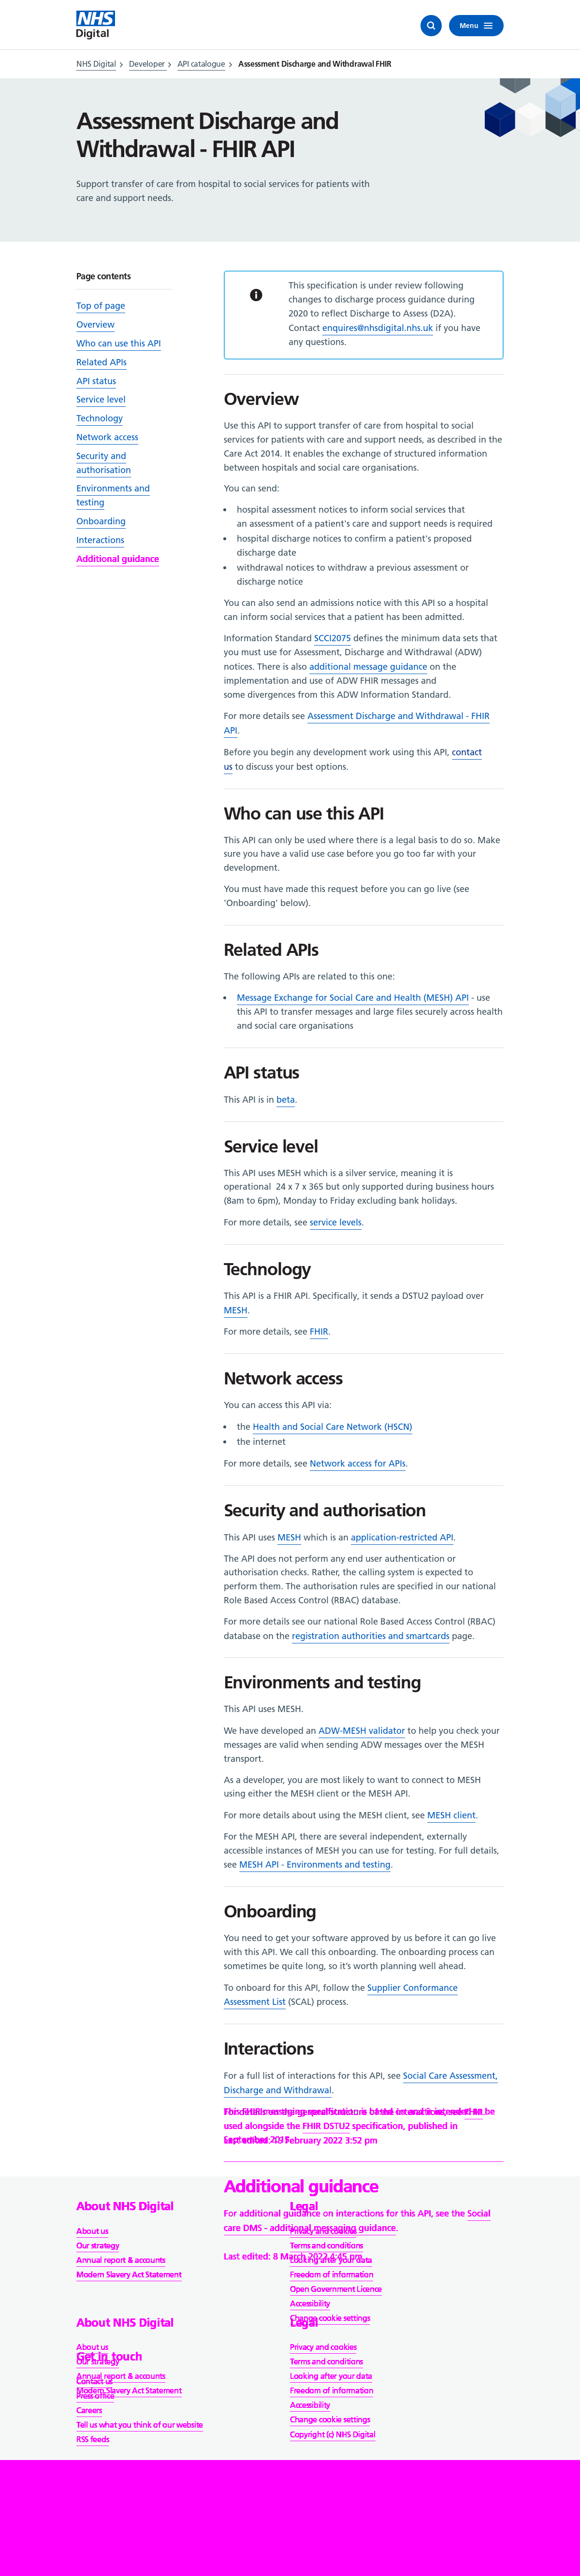 NHS
Digital
Menu
NHS Digital > Developer > API catalogue > Assessment Discharge and Withdrawal FHIR
Assessment Discharge and
Withdrawal - FHIR API
Support transfer of care from hospital to social services for patients with
care and support needs.
Page contents
Top of page
Overview
Who can use this API
Related APIs
API status
Service level
Technology
Network access
Security and
authorisation
Environments and
testing
Onboarding
Interactions
Additional guidance
This specification is under review following
changes to discharge process guidance during
2020 to reflect Discharge to Assess (D2A).
Contact enquires@nhsdigital.nhs.uk if you have
any questions.
Overview
Use this API to support transfer of care from hospital to social
services for patients with care and support needs, as described in the
Care Act 2014. It enables the exchange of structured information
between hospitals and social care organisations.
You can send:
hospital assessment notices to inform social services that
an assessment of a patient's care and support needs is required
hospital discharge notices to confirm a patient's proposed
discharge date
withdrawal notices to withdraw a previous assessment or
discharge notice
You can also send an admissions notice with this API so a hospital
can inform social services that a patient has been admitted.
Information Standard SCCI2075 defines the minimum data sets that
you must use for Assessment, Discharge and Withdrawal (ADW)
notices. There is also additional message guidance on the
implementation and use of ADW FHIR messages and
some divergences from this ADW Information Standard.
For more details see Assessment Discharge and Withdrawal - FHIR
API.
Before you begin any development work using this API, contact
us to discuss your best options.
Who can use this API
This API can only be used where there is a legal basis to do so. Make
sure you have a valid use case before you go too far with your
development.
You must have made this request before you can go live (see
'Onboarding' below).
Related APIs
The following APIs are related to this one:
Message Exchange for Social Care and Health (MESH) API - use
this API to transfer messages and large files securely across health
and social care organisations
API status
This API is in beta.
Service level
This API uses MESH which is a silver service, meaning it is
operational 24 x 7 x 365 but only supported during business hours
(8am to 6pm), Monday to Friday excluding bank holidays.
For more details, see service levels.
Technology
This API is a FHIR API. Specifically, it sends a DSTU2 payload over
MESH.
For more details, see FHIR.
Network access
You can access this API via:
the Health and Social Care Network (HSCN)
the internet
For more details, see Network access for APIs.
Security and authorisation
This API uses MESH which is an application-restricted API.
The API does not perform any end user authentication or
authorisation checks. Rather, the calling system is expected to
perform them. The authorisation rules are specified in our national
Role Based Access Control (RBAC) database.
For more details see our national Role Based Access Control (RBAC)
database on the registration authorities and smartcards page.
Environments and testing
This API uses MESH.
We have developed an ADW-MESH validator to help you check your
messages are valid when sending ADW messages over the MESH
transport.
As a developer, you are most likely to want to connect to MESH
using either the MESH client or the MESH API.
For more details about using the MESH client, see MESH client.
For the MESH API, there are several independent, externally
accessible instances of MESH you can use for testing. For full details,
see MESH API - Environments and testing.
Onboarding
You need to get your software approved by us before it can go live
with this API. We call this onboarding. The onboarding process can
sometimes be quite long, so it's worth planning well ahead.
To onboard for this API, follow the Supplier Conformance
Assessment List (SCAL) process.
Interactions
For a full list of interactions for this API, see Social Care Assessment,
Discharge and Withdrawal.
used alongside the FHIR DSTU2 specification, published in
Additional guidance
For additional guidance on interactions for this API, see the Social
care DMS - additional messaging guidance.
Last edited: 8 March 2022 4:45 pm
About NHS Digital
About us
Our strategy
Annual report & accounts
Modern Slavery Act Statement
Legal
Privacy and cookies
Terms and conditions
Looking after your data
Freedom of information
Open Government Licence
Accessibility
Change cookie settings
About NHS Digital
About us
Our strategy
Get in touch
Annual report & accounts
Contact us
Modern Slavery Act Statement
Press office
Careers
Tell us what you think of our website
RSS feeds
Legal
Privacy and cookies
Terms and conditions
Looking after your data
Freedom of information
Accessibility
Change cookie settings
Copyright (c) NHS Digital